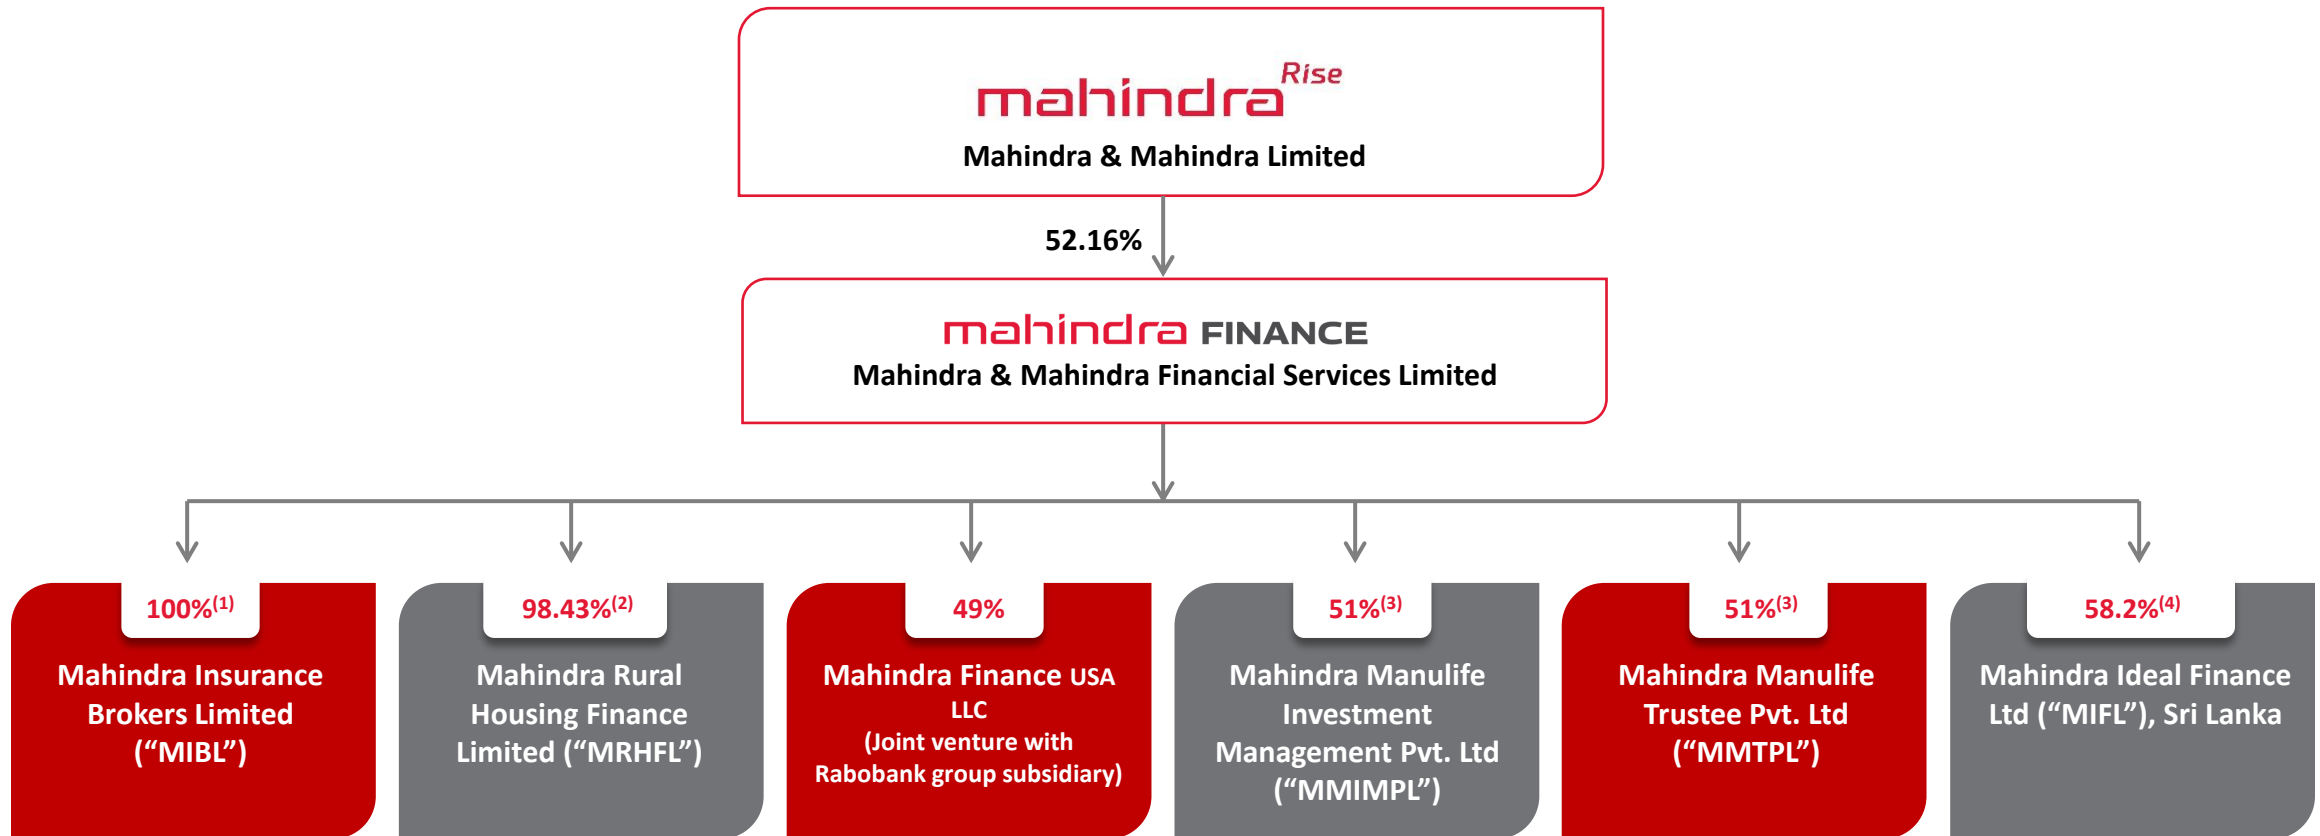 mahindra Rise
Mahindra & Mahindra Limited
52.16%
mahindra FINANCE
Mahindra & Mahindra Financial Services Limited
100%(1)
Mahindra Insurance
Brokers Limited
(“MIBL”)
98.43%(2)
Mahindra Rural
Housing Finance
Limited (“MRHFL”)
49%
Mahindra Finance USA
LLC
(Joint venture with
Rabobank group subsidiary)
51%(3)
Mahindra Manulife
Investment
Management Pvt. Ltd
(“MMIMPL”)
51%(3)
Mahindra Manulife
Trustee Pvt. Ltd
(“MMTPL”)
58.2%(4)
Mahindra Ideal Finance
Ltd (“MIFL”), Sri Lanka